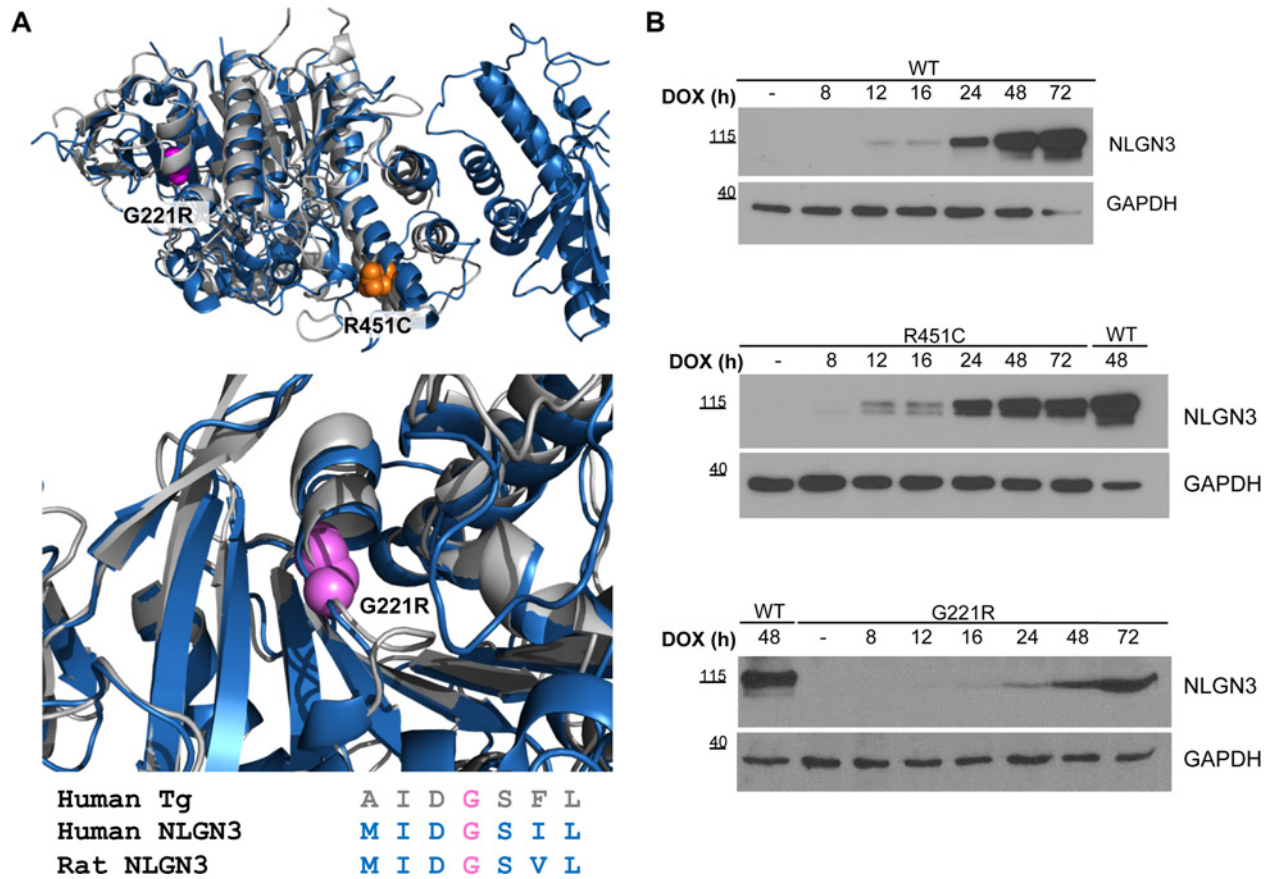 A
G221R
R451C
G221R
Human Tg A I D G S F L
Human NLGN3 M I D G S I L
Rat NLGN3 M I D G S V L
B
WT
DOX (h) - 8 12 16 24 48 72
115 NLGN3
40 GAPDH
R451C WT
DOX (h) - 8 12 16 24 48 72 48
115 NLGN3
40 GAPDH
WT G221R
DOX (h) 48 - 8 12 16 24 48 72
115 NLGN3
40 GAPDH